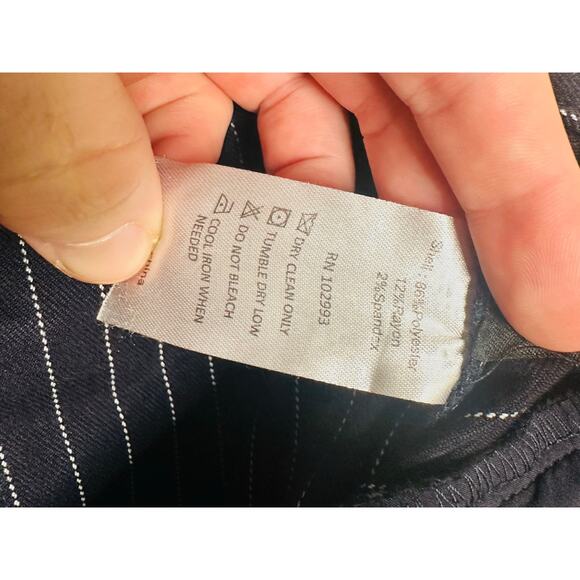 Shell : 86%Polyester
12%Rayon
2%Spandex
RN 102993
DRY CLEAN ONLY
TUMBLE DRY LOW
DO NOT BLEACH
COOL IRON WHEN
NEEDED
China